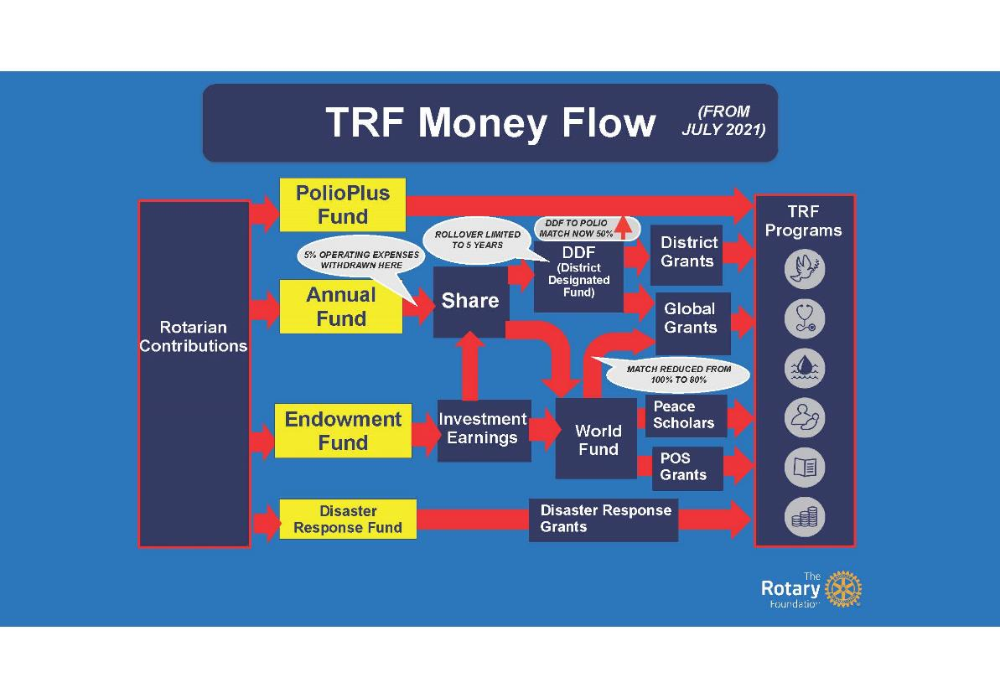 TRF Money Flow
(FROM
JULY 2021)
PolioPlus
Fund
TRF
Programs
DDF TO POLIO
MATCH NOW 50%
ROLLOVER LIMITED
TO 5 YEARS
5% OPERATING EXPENSES
WITHDRAWN HERE
DDF
(District
Designated
Fund)
District
Grants
Annual
Fund
Share
Global
Grants
Rotarian
Contributions
MATCH REDUCED FROM
100% TO 80%
Endowment
Fund
Investment
Earnings
World
Fund
Peace
Scholars
POS
Grants
Disaster
Response Fund
Disaster Response
Grants
The
Rotary
Foundation